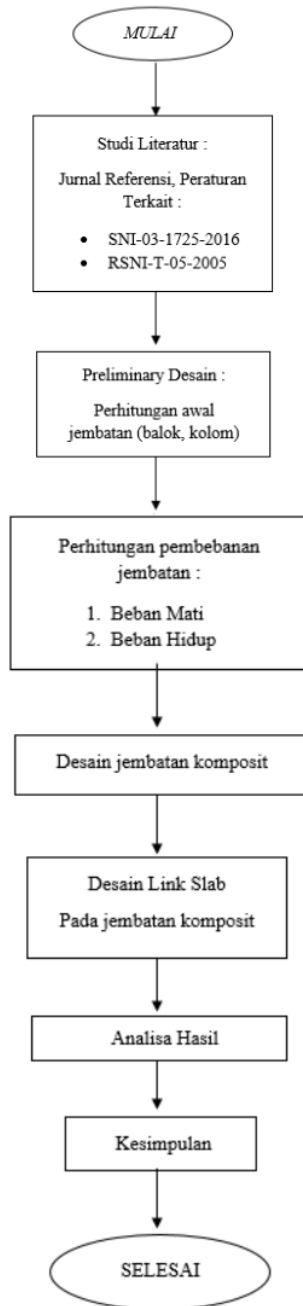 MULAI
Studi Literatur :
Jurnal Referensi, Peraturan
Terkait :
• SNI-03-1725-2016
• RSNI-T-05-2005
Preliminary Desain :
Perhitungan awal
jembatan (balok, kolom)
Perhitungan pembebanan
jembatan :
1. Beban Mati
2. Beban Hidup
Desain jembatan komposit
Desain Link Slab
Pada jembatan komposit
Analisa Hasil
Kesimpulan
SELESAI